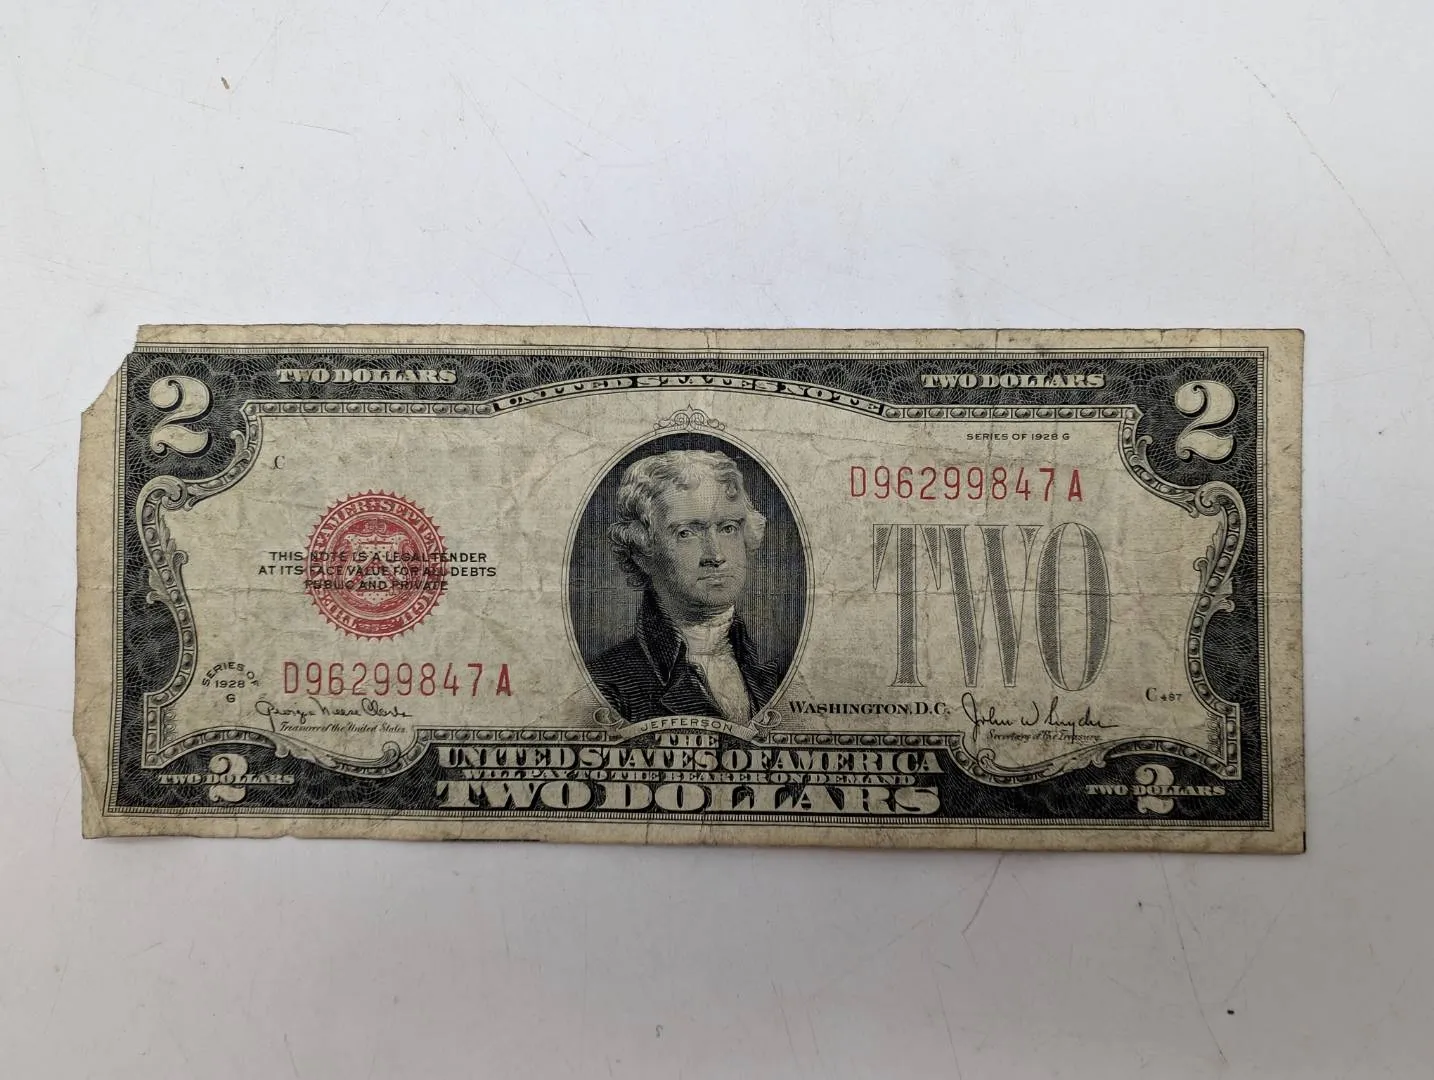 2 TWO DOLLARS UNITED STATES NOTE TWO DOLLARS 2
SERIES OF 1928 G
C
D96299847A
THIS NOTE IS A LEGAL TENDER
AT ITS FACE VALUE FOR ALL DEBTS
PUBLIC AND PRIVATE
TWO
SERIES OF
1928
G
D96299847A
WASHINGTON, D.C.
C 487
Treasurer of the United States.
JEFFERSON
Secretary of the Treasury.
THE
UNITED STATES OF AMERICA
WILL PAY TO THE BEARER ON DEMAND
TWO DOLLARS
TWO 2 DOLLARS
TWO 2 DOLLARS